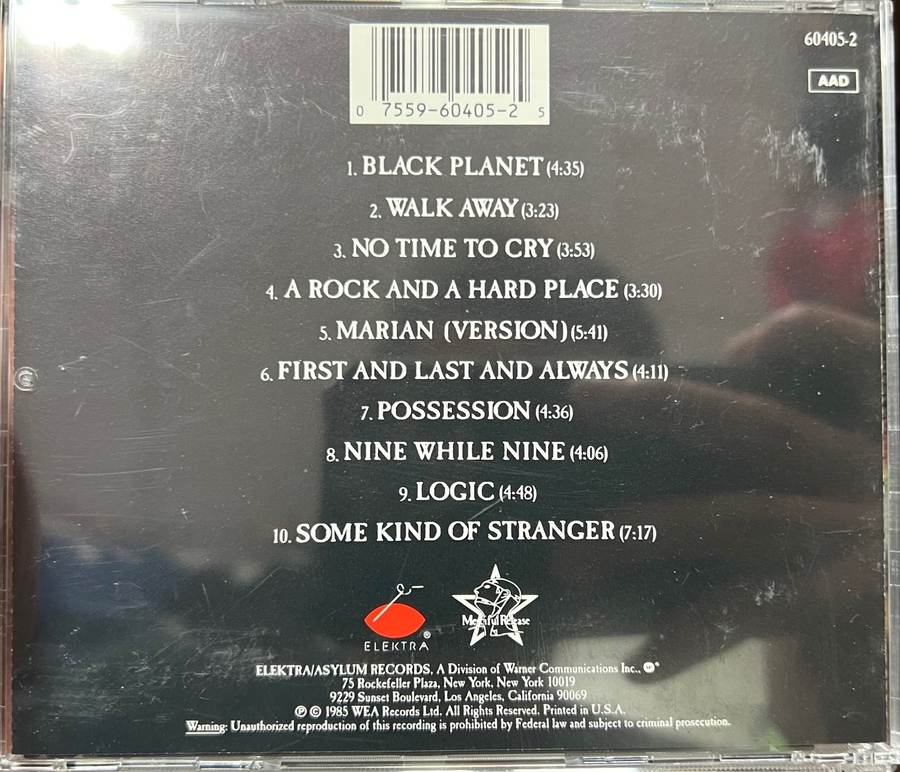 60405-2
AAD
0 7559-60405-2 5
1. BLACK PLANET (4:35)
2. WALK AWAY (3:23)
3. NO TIME TO CRY (3:53)
4. A ROCK AND A HARD PLACE (3:30)
5. MARIAN (VERSION) (5:41)
6. FIRST AND LAST AND ALWAYS (4:11)
7. POSSESSION (4:36)
8. NINE WHILE NINE (4:06)
9. LOGIC (4:48)
10. SOME KIND OF STRANGER (7:17)
ELEKTRA®
Merciful Release
ELEKTRA/ASYLUM RECORDS, A Division of Warner Communications Inc.,
75 Rockefeller Plaza, New York, New York 10019
9229 Sunset Boulevard, Los Angeles, California 90069
℗ © 1985 WEA Records Ltd. All Rights Reserved. Printed in U.S.A.
Warning: Unauthorized reproduction of this recording is prohibited by Federal law and subject to criminal prosecution.